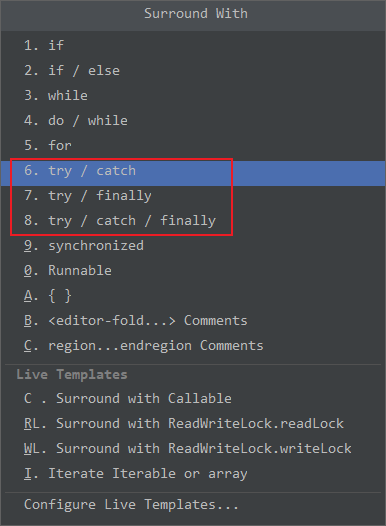 Surround With
1. if
2. if / else
3. while
4. do / while
5. for
6. try / catch
7. try / finally
8. try / catch / finally
9. synchronized
0. Runnable
A. { }
B. <editor-fold...> Comments
C. region...endregion Comments
Live Templates
C . Surround with Callable
RL. Surround with ReadWriteLock.readLock
WL. Surround with ReadWriteLock.writeLock
I. Iterate Iterable or array
Configure Live Templates...